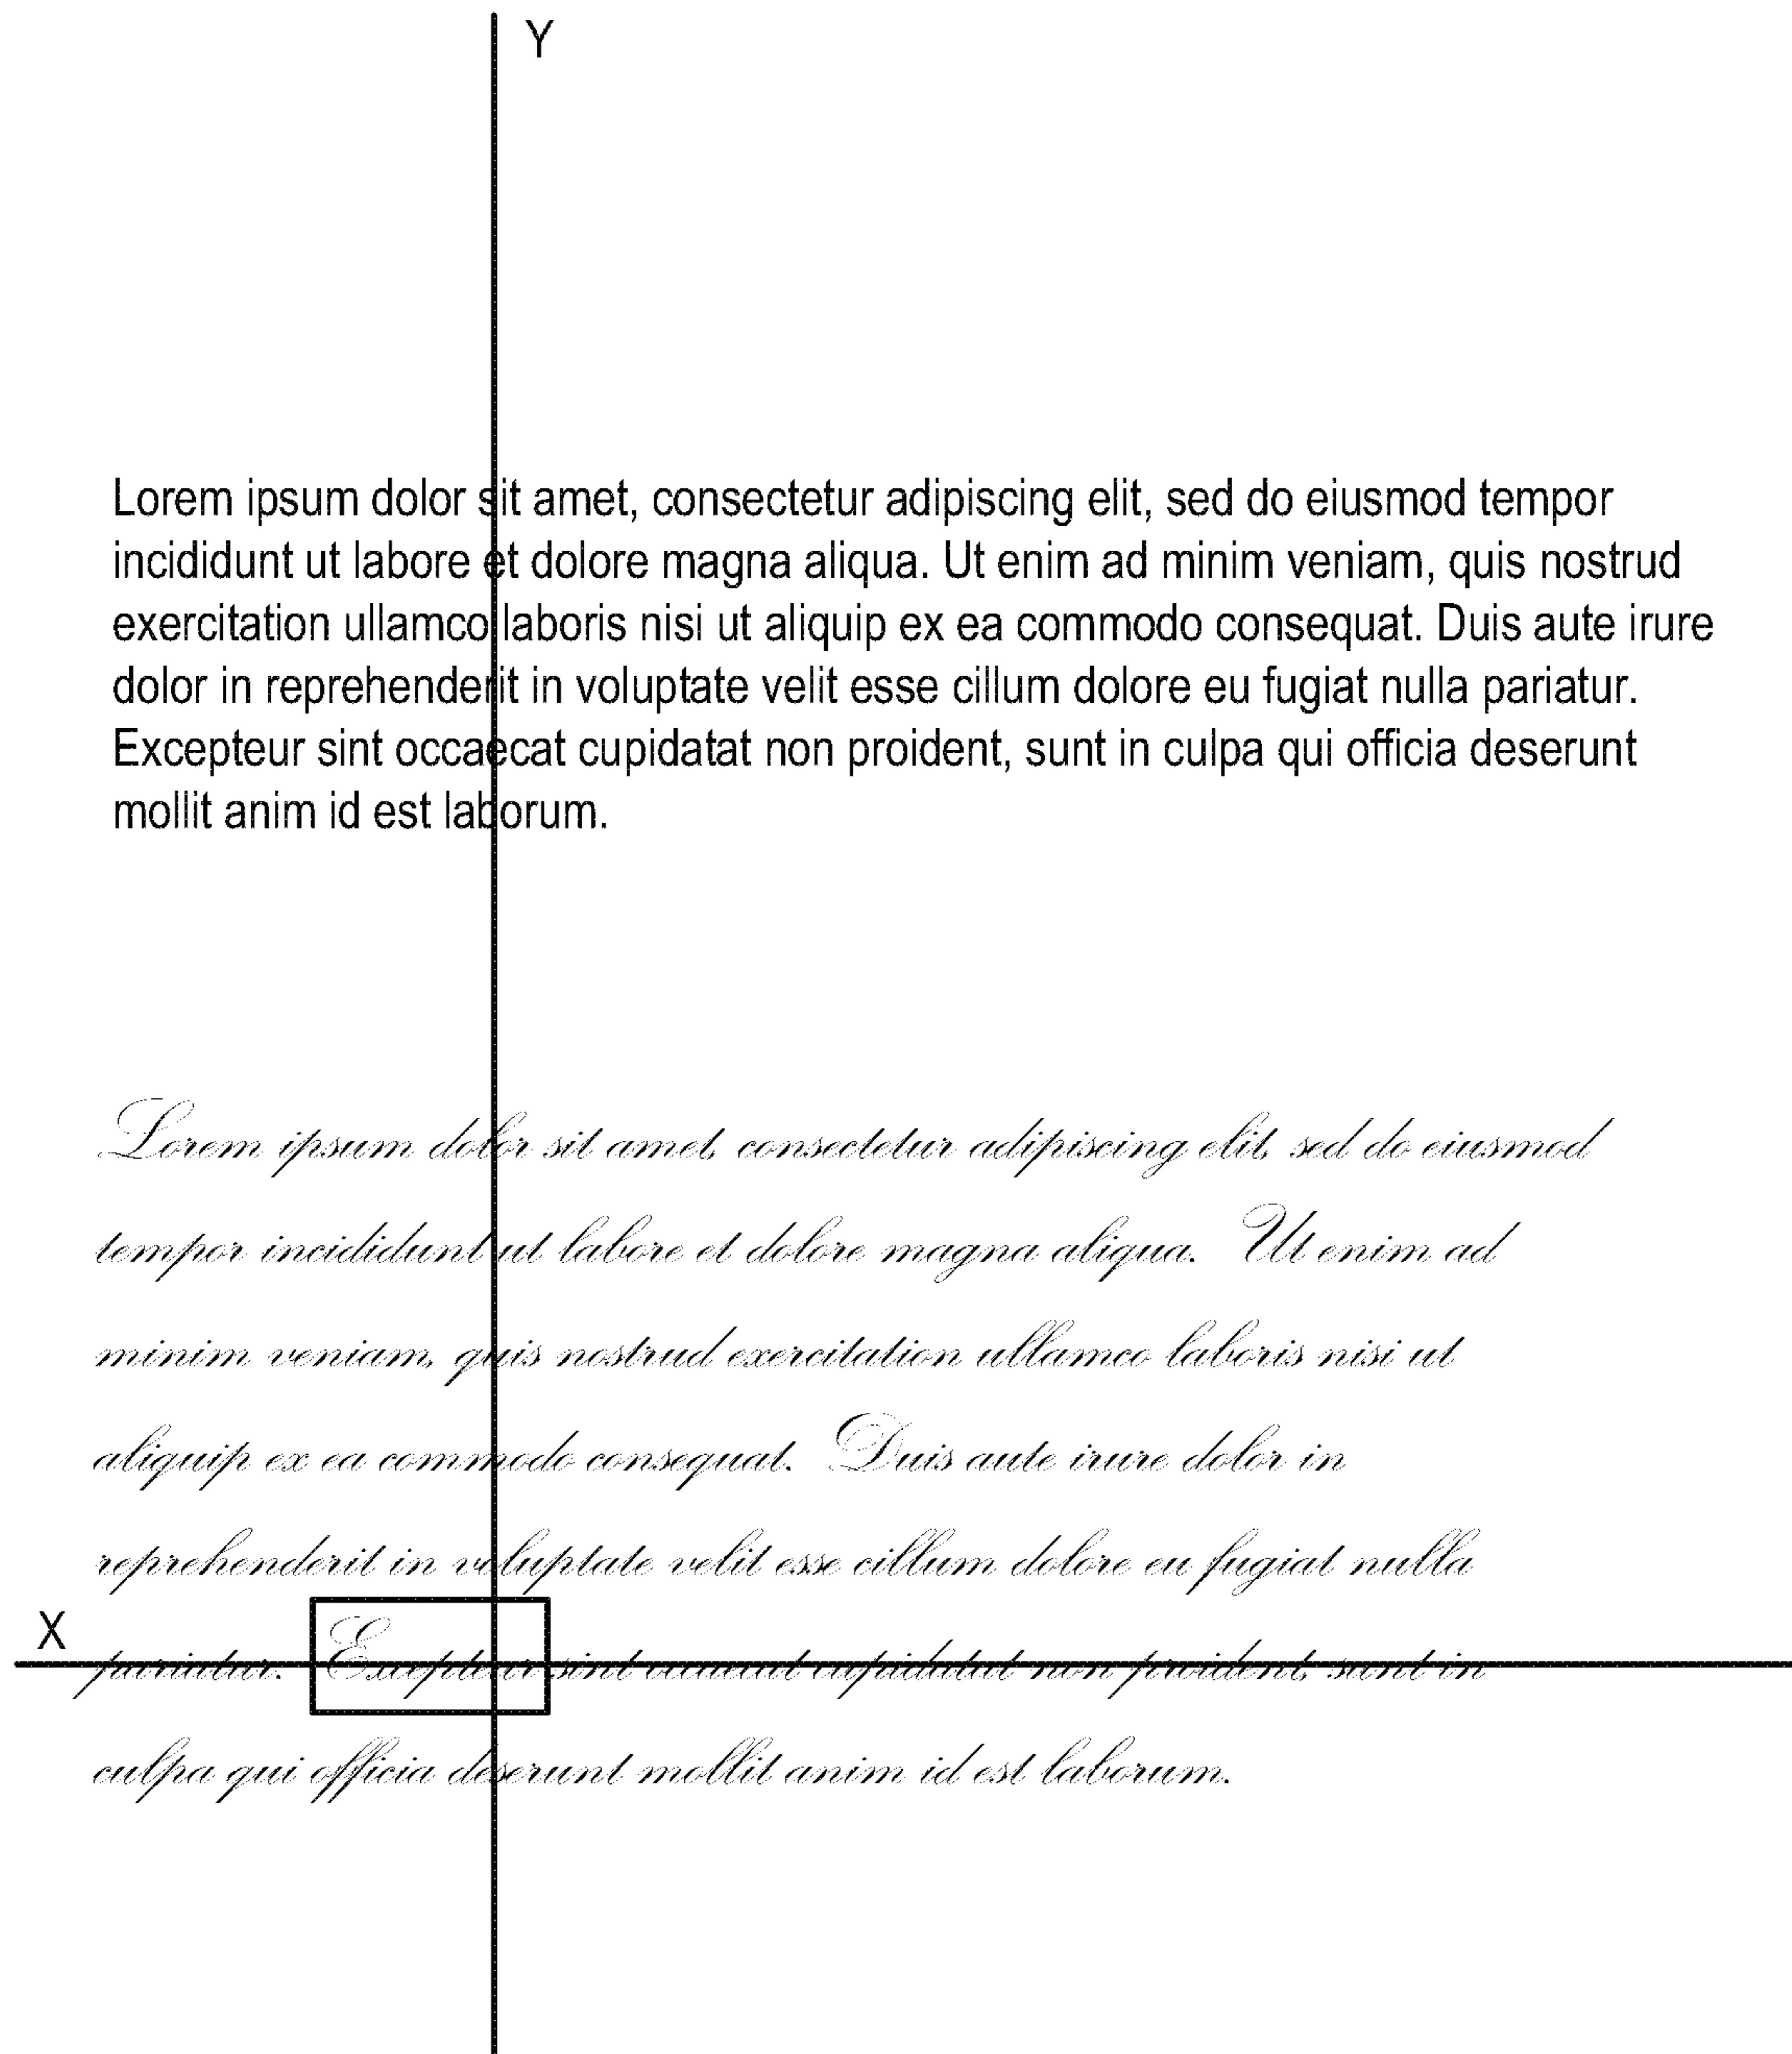 Y
Lorem ipsum dolor sit amet, consectetur adipiscing elit, sed do eiusmod tempor
incididunt ut labore et dolore magna aliqua. Ut enim ad minim veniam, quis nostrud
exercitation ullamco laboris nisi ut aliquip ex ea commodo consequat. Duis aute irure
dolor in reprehenderit in voluptate velit esse cillum dolore eu fugiat nulla pariatur.
Excepteur sint occaecat cupidatat non proident, sunt in culpa qui officia deserunt
mollit anim id est laborum.
Lorem ipsum dolor sit amet, consectetur adipiscing elit, sed do eiusmod
tempor incididunt ut labore et dolore magna aliqua. Ut enim ad
minim veniam, quis nostrud exercitation ullamco laboris nisi ut
aliquip ex ea commodo consequat. Duis aute irure dolor in
reprehenderit in voluptate velit esse cillum dolore eu fugiat nulla
X
pariatur. Excepteur sint occaecat cupidatat non proident, sunt in
culpa qui officia deserunt mollit anim id est laborum.